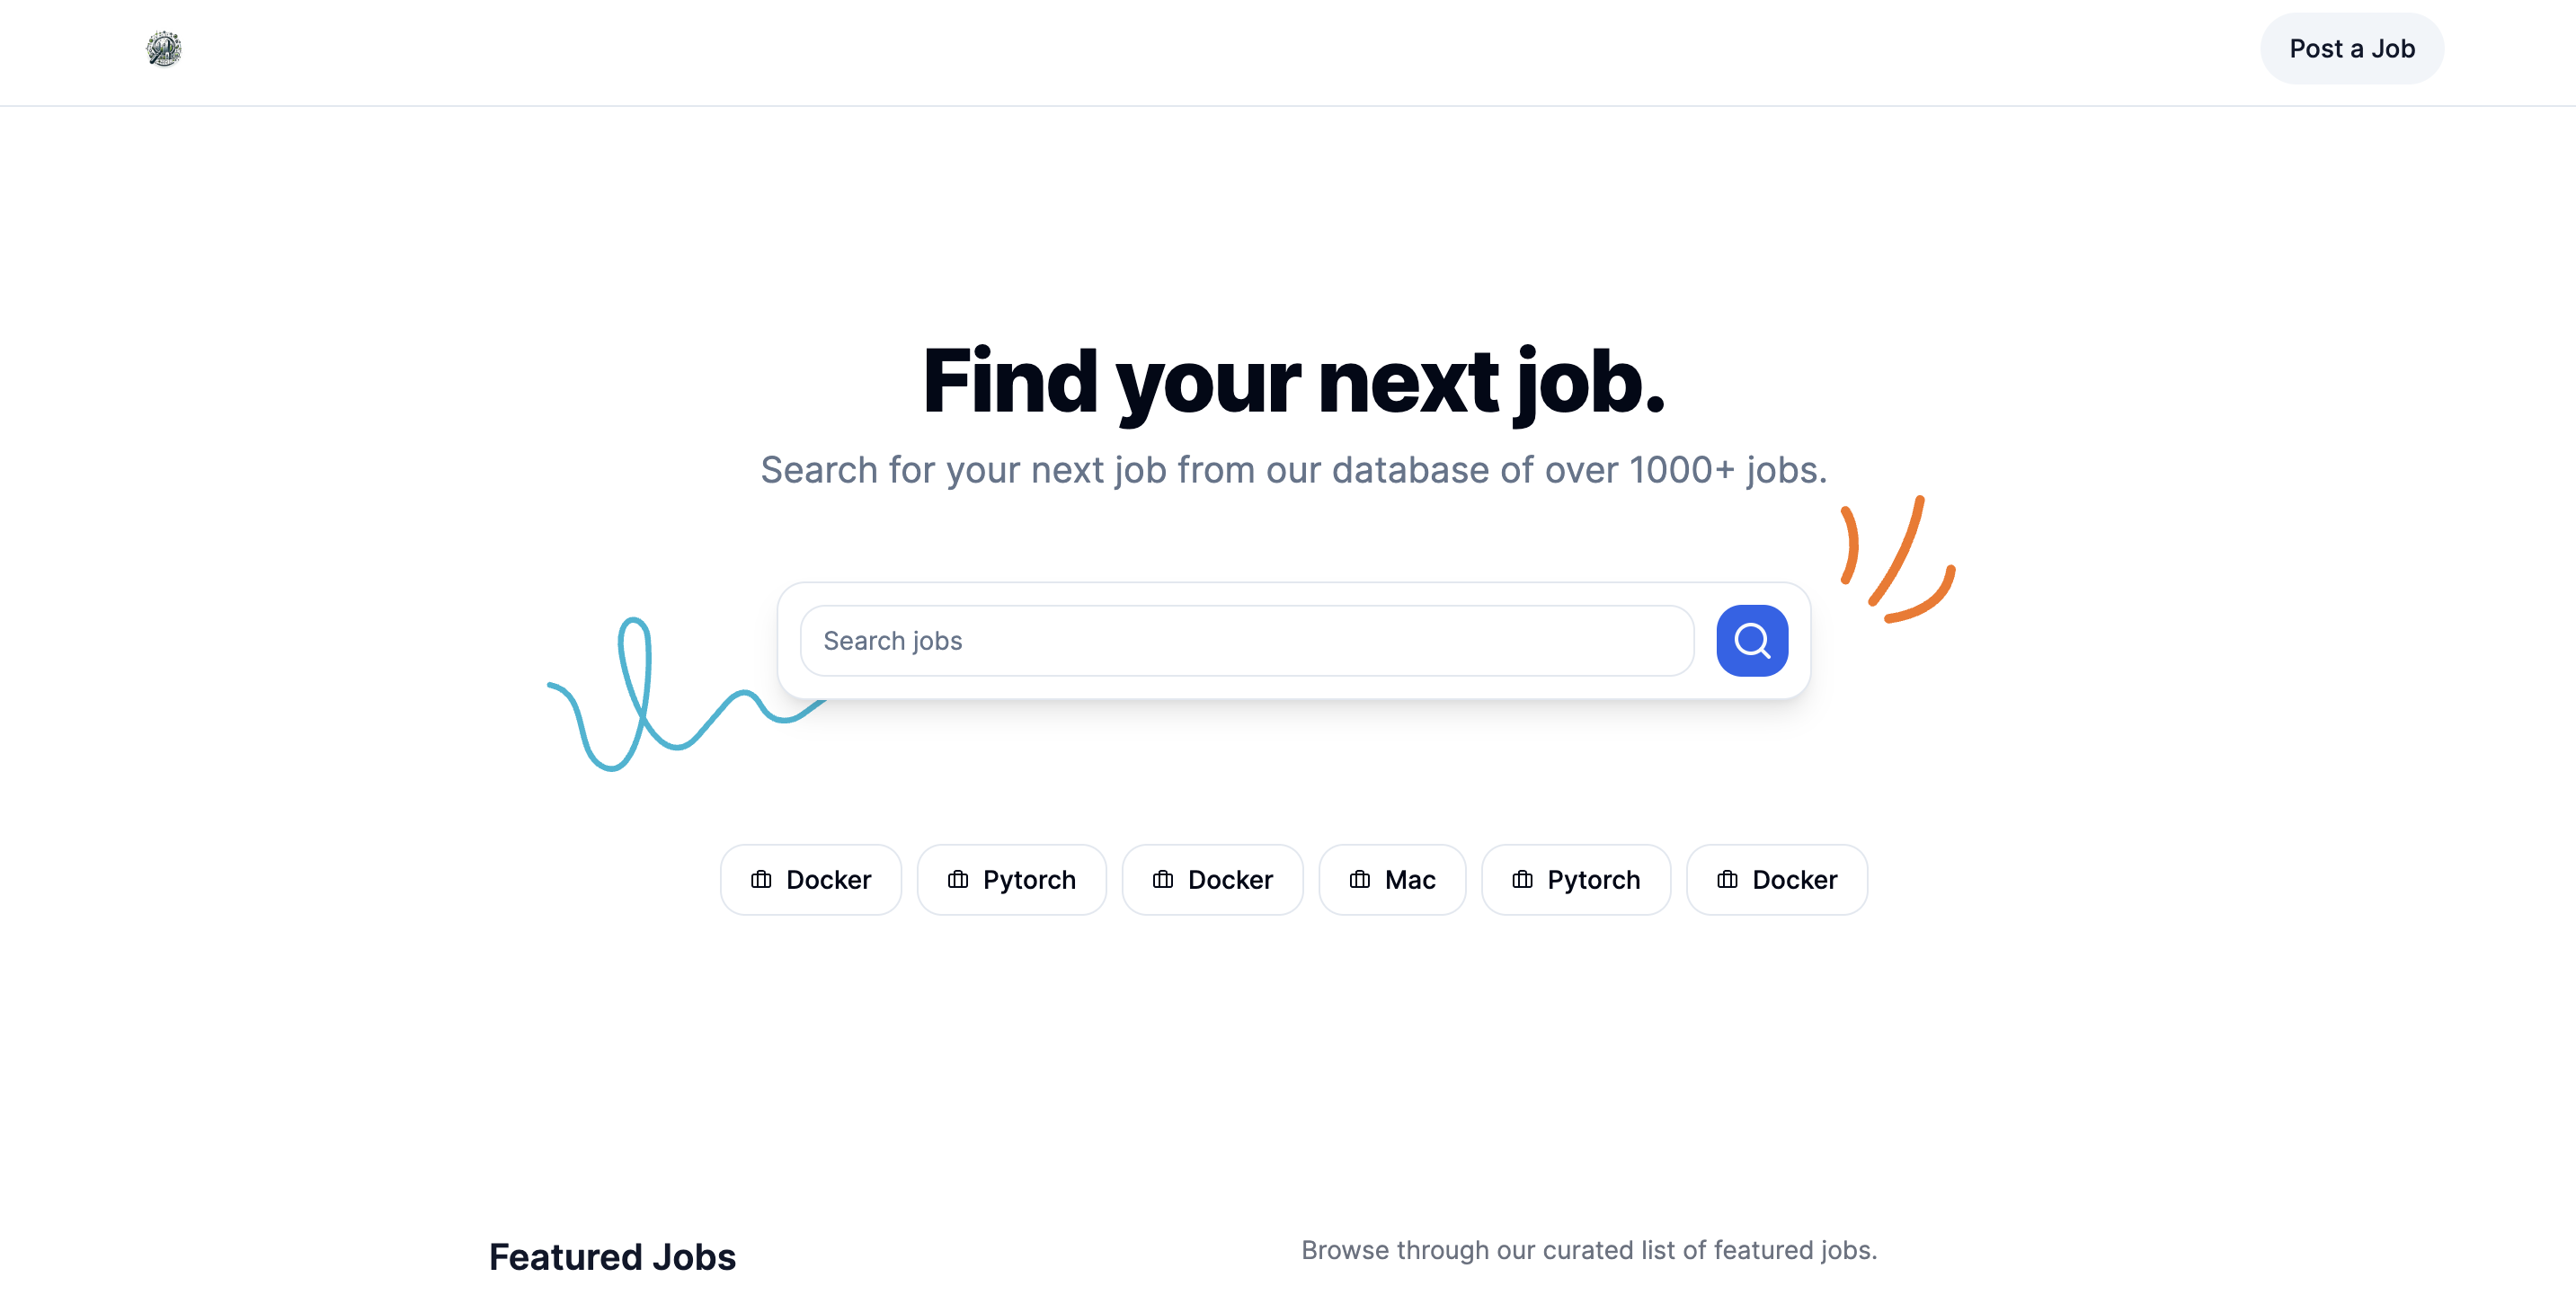 Post a Job
Find your next job.
Search for your next job from our database of over 1000+ jobs.
Search jobs
Docker Pytorch Docker Mac Pytorch Docker
Featured Jobs Browse through our curated list of featured jobs.